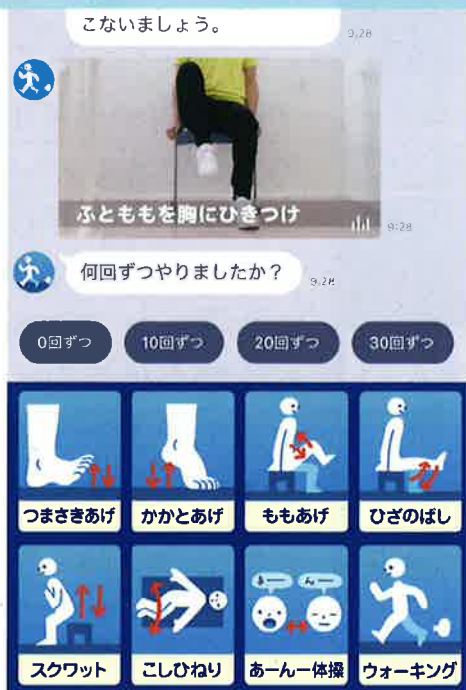 こないましょう。
9:28
ふとももを胸にひきつけ
9:28
何回ずつやりましたか？
9:28
0回ずつ
10回ずつ
20回ずつ
30回ずつ
つまさきあげ
かかとあげ
ももあげ
ひざのばし
あー
んー
スクワット
こしひねり
あーんー体操
ウォーキング